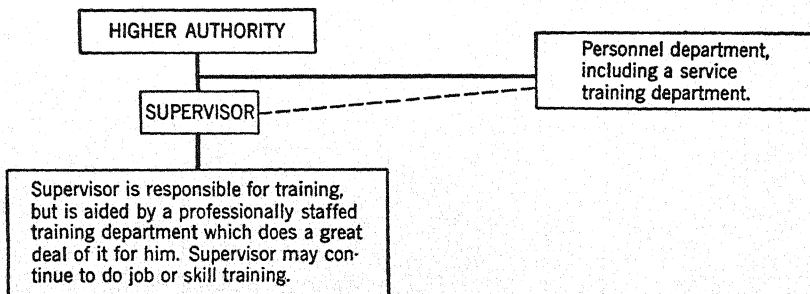 HIGHER AUTHORITY
Personnel department,
including a service
training department.
SUPERVISOR
Supervisor is responsible for training,
but is aided by a professionally staffed
training department which does a great
deal of it for him. Supervisor may con-
tinue to do job or skill training.